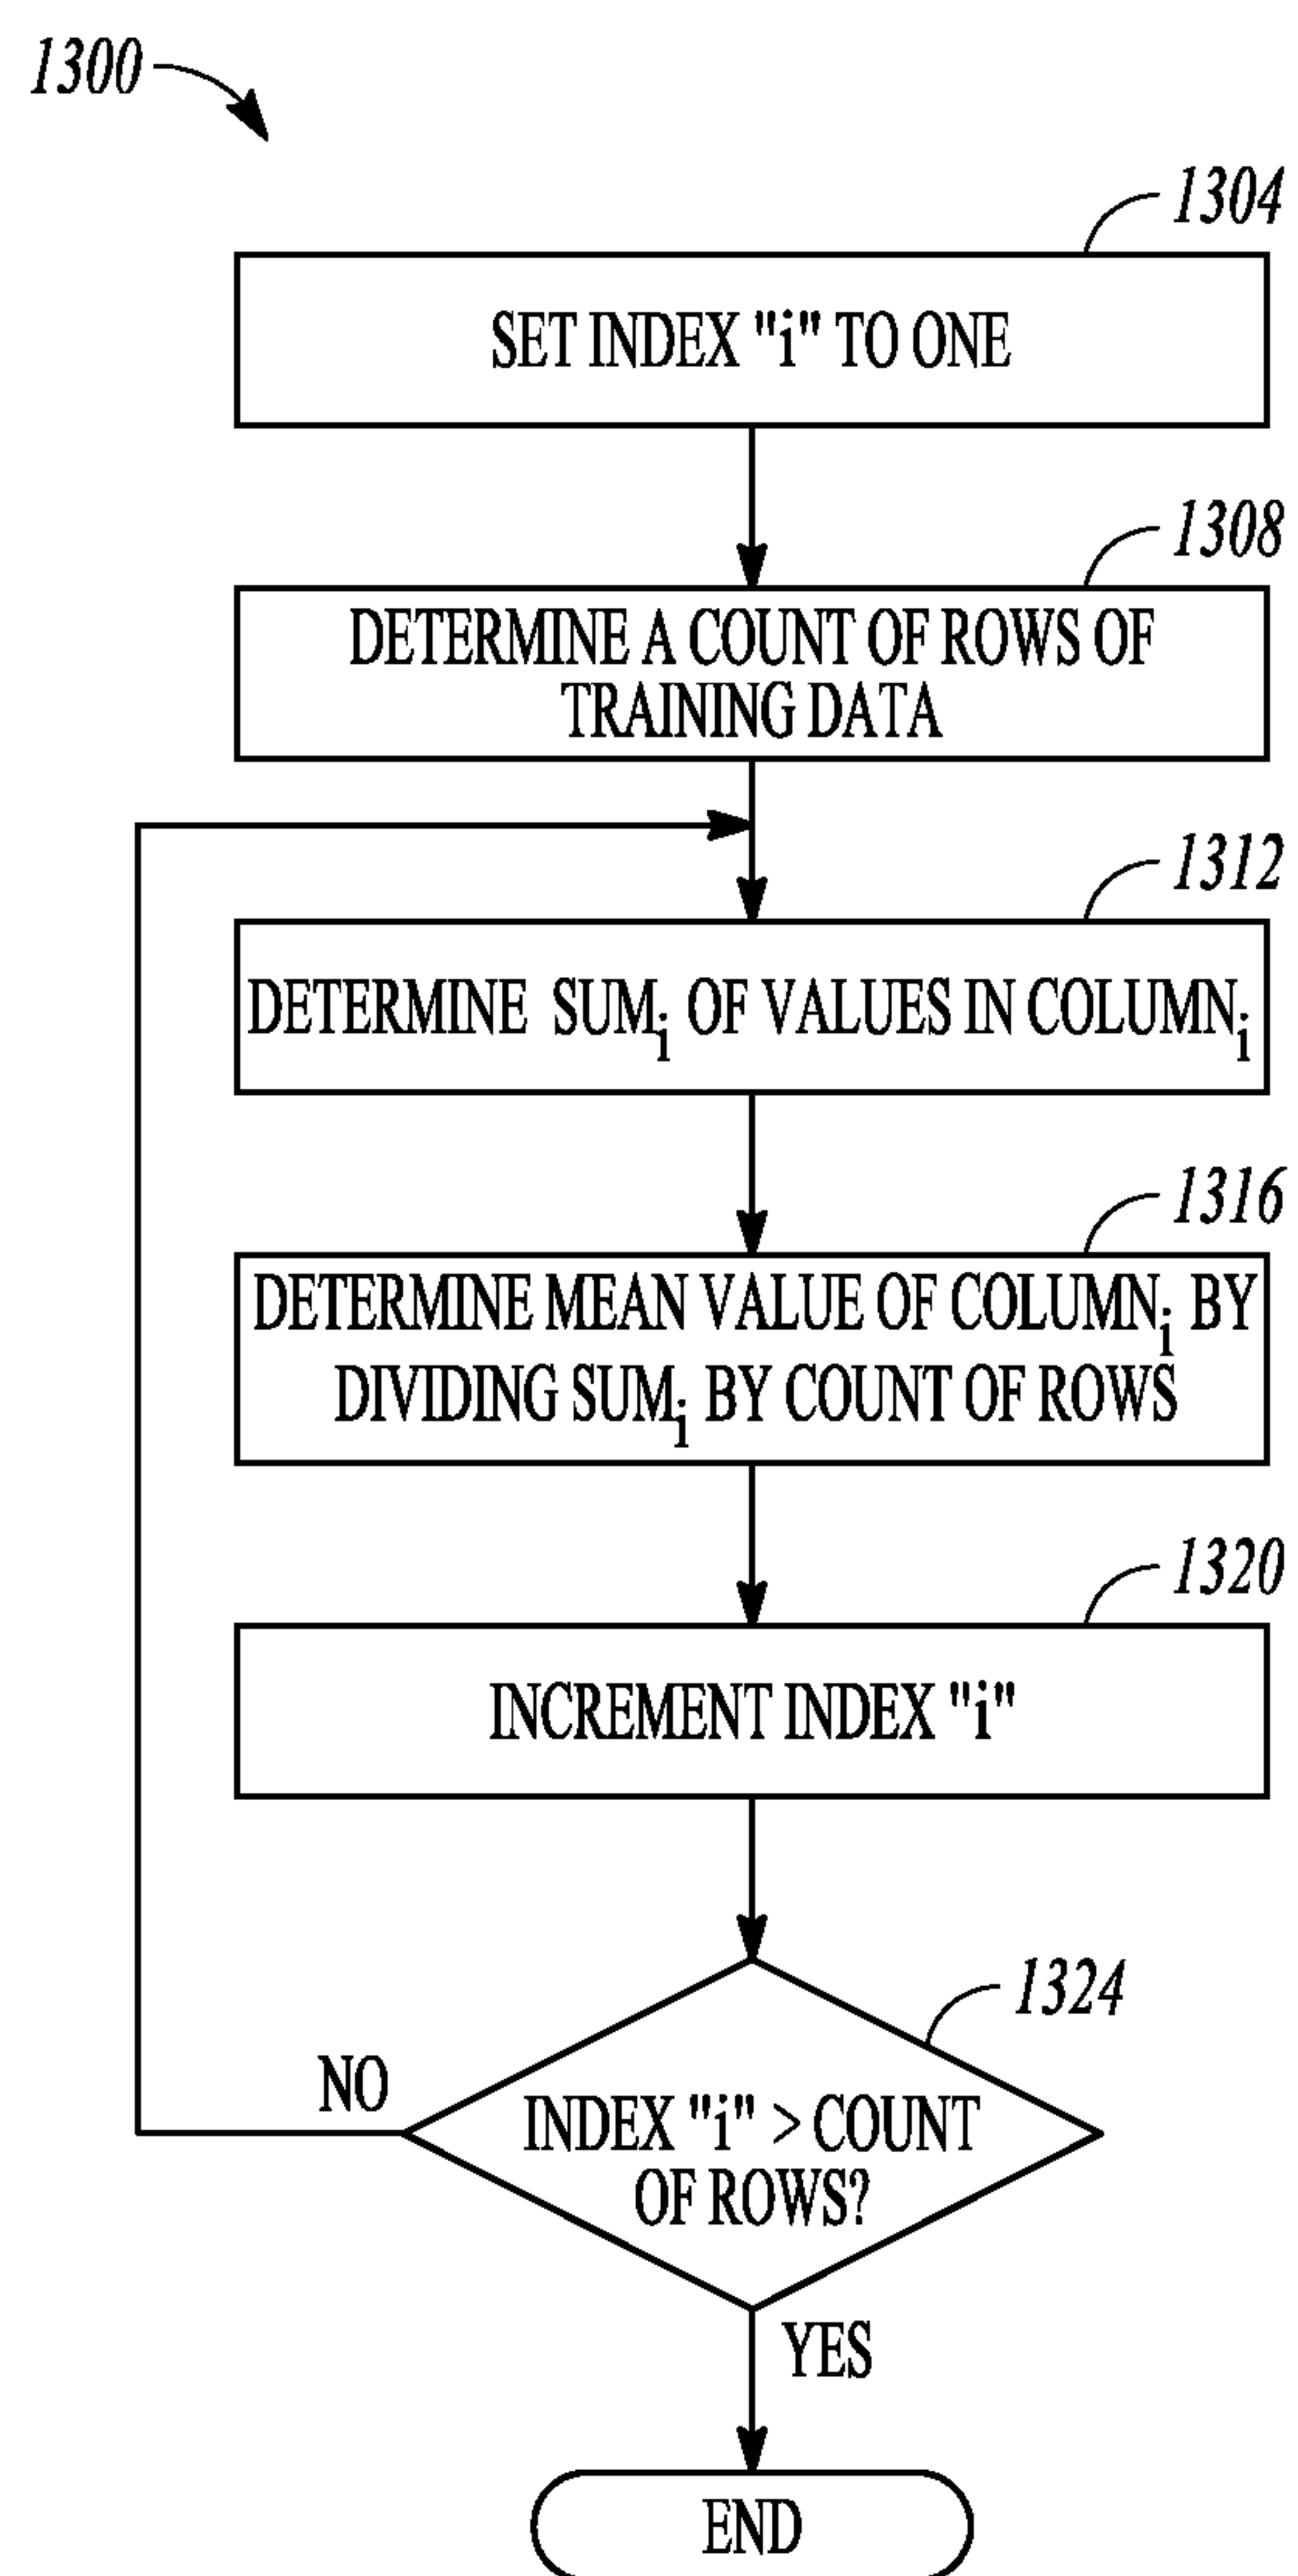 1300
1304
SET INDEX "i" TO ONE
1308
DETERMINE A COUNT OF ROWS OF
TRAINING DATA
1312
DETERMINE SUMi OF VALUES IN COLUMNi
1316
DETERMINE MEAN VALUE OF COLUMNi BY
DIVIDING SUMi BY COUNT OF ROWS
1320
INCREMENT INDEX "i"
1324
NO
INDEX "i" > COUNT
OF ROWS?
YES
END